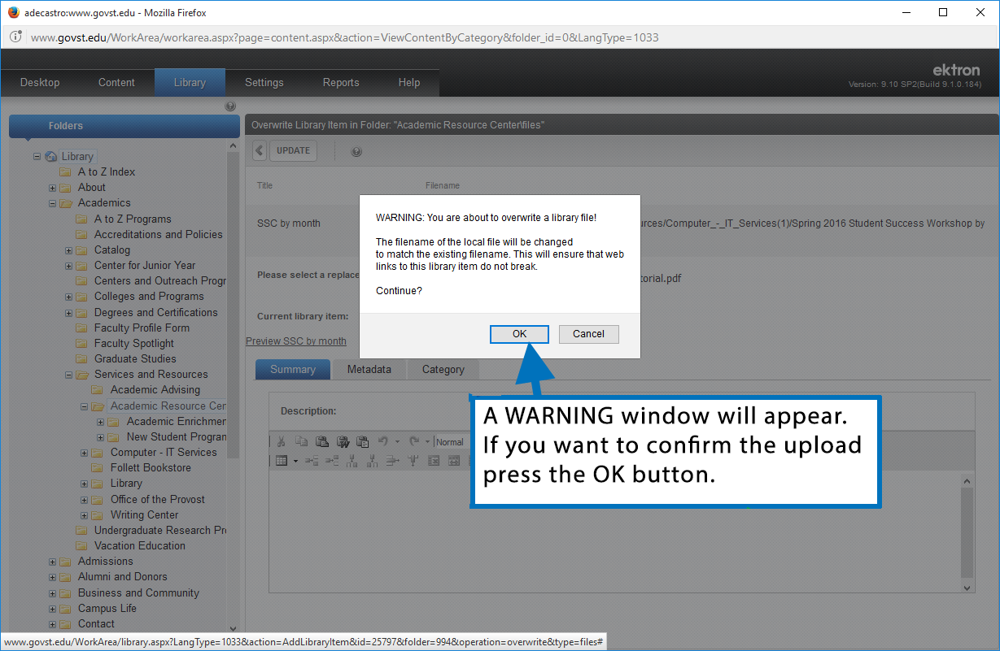 adecastro:www.govst.edu - Mozilla Firefox
www.govst.edu/WorkArea/workarea.aspx?page=content.aspx&action=ViewContentByCategory&folder_id=0&LangType=1033
ektron
Desktop Content Library Settings Reports Help
Version: 9.10 SP2(Build 9.1.0.184)
Folders
Library
A to Z Index
About
Academics
A to Z Programs
Accreditations and Policies
Catalog
Center for Junior Year
Centers and Outreach Progr
Colleges and Programs
Degrees and Certifications
Faculty Profile Form
Faculty Spotlight
Graduate Studies
Services and Resources
Academic Advising
Academic Resource Cen
Academic Enrichmen
New Student Program
Computer - IT Services
Follett Bookstore
Library
Office of the Provost
Writing Center
Undergraduate Research Pr
Vacation Education
Admissions
Alumni and Donors
Business and Community
Campus Life
Contact
Overwrite Library Item in Folder: "Academic Resource Center\files"
UPDATE
Title Filename
SSC by month urces/Computer_-_IT_Services(1)/Spring 2016 Student Success Workshop by
Please select a replace torial.pdf
Current library item:
Preview SSC by month
WARNING: You are about to overwrite a library file!
The filename of the local file will be changed
to match the existing filename. This will ensure that web
links to this library item do not break.
Continue?
OK Cancel
Summary Metadata Category
Description:
Normal
A WARNING window will appear.
If you want to confirm the upload
press the OK button.
www.govst.edu/WorkArea/library.aspx?LangType=1033&action=AddLibraryItem&id=25797&folder=994&operation=overwrite&type=files#